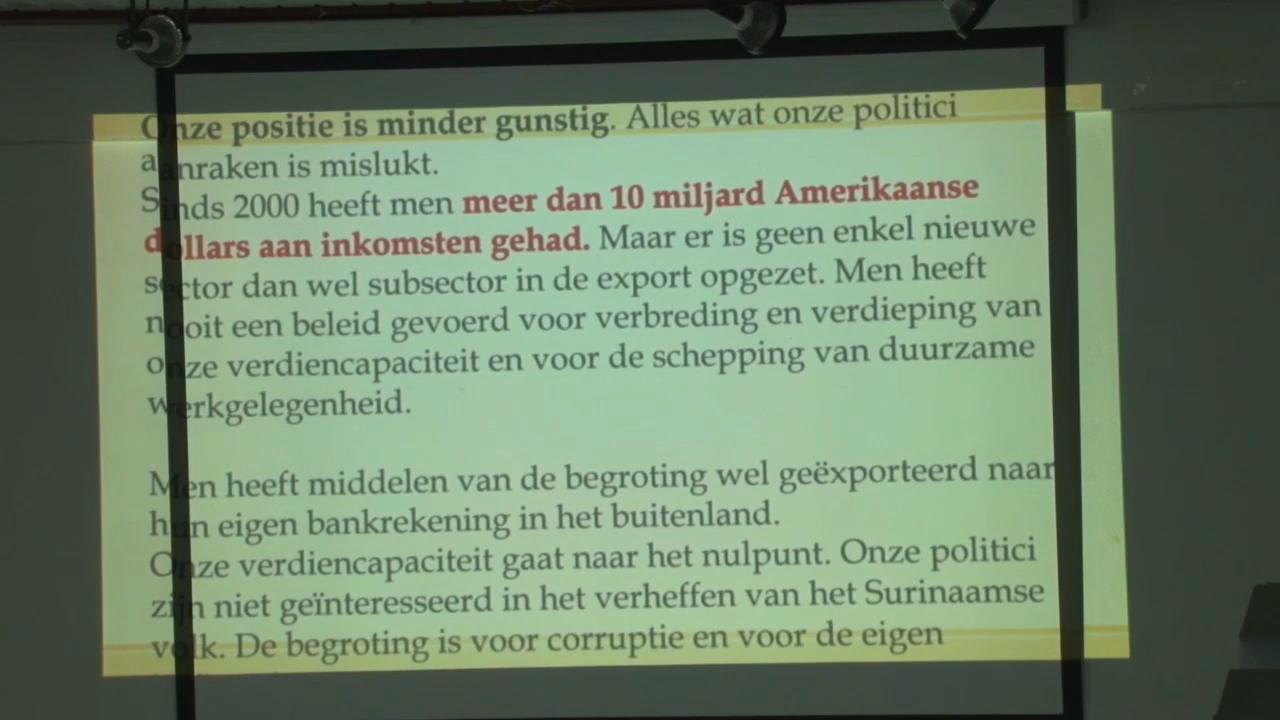 Onze positie is minder gunstig. Alles wat onze politici
aanraken is mislukt.
Sinds 2000 heeft men meer dan 10 miljard Amerikaanse
dollars aan inkomsten gehad. Maar er is geen enkel nieuwe
sector dan wel subsector in de export opgezet. Men heeft
nooit een beleid gevoerd voor verbreding en verdieping van
onze verdiencapaciteit en voor de schepping van duurzame
werkgelegenheid.
Men heeft middelen van de begroting wel geëxporteerd naar
hun eigen bankrekening in het buitenland.
Onze verdiencapaciteit gaat naar het nulpunt. Onze politici
zijn niet geïnteresseerd in het verheffen van het Surinaamse
volk. De begroting is voor corruptie en voor de eigen